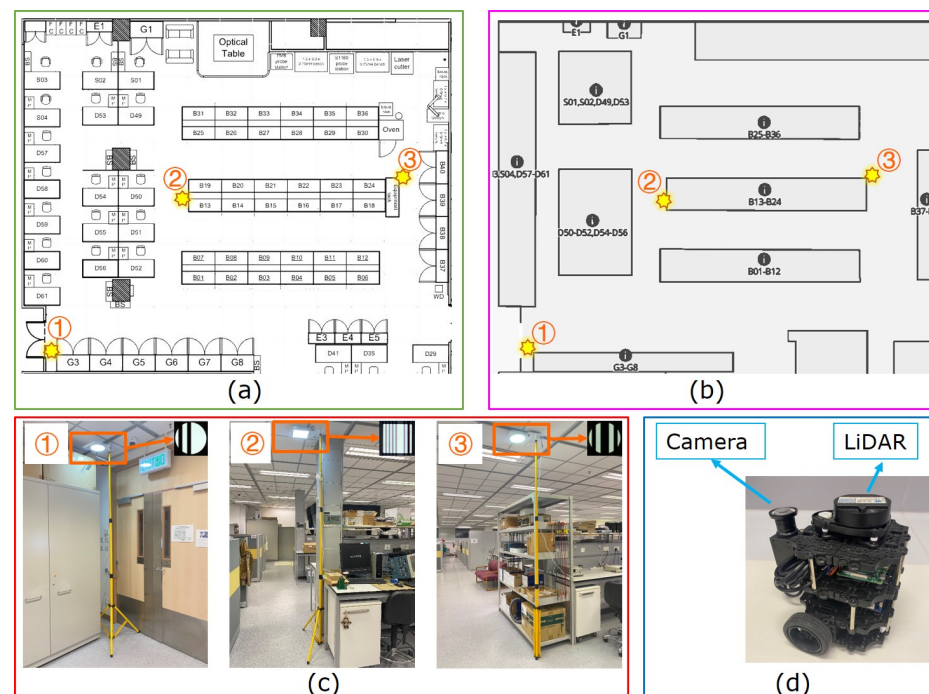 E1
G1
Optical
Table
Laser
cutter
S03
S02
S01
S04
D53
D49
D57
D58
D54
D50
D59
D55
D51
D60
D56
D52
D61
B31 B32 B33 B34 B35 B36
B25 B26 B27 B28 B29 B30
Oven
B19 B20 B21 B22 B23 B24
B13 B14 B15 B16 B17 B18
B07 B08 B09 B10 B11 B12
B01 B02 B03 B04 B05 B06
B40
B39
B38
B37
WD
BS
E3 E4 E5
D41 D35 D29
G3 G4 G5 G6 G7 G8
BS
①
②
③
(a)
E1
G1
S01,S02,D49,D53
B25-B36
3,S04,D57-D61
D50-D52,D54-D56
B13-B24
B37-
B01-B12
G3-G8
①
②
③
(b)
①
②
③
(c)
Camera
LiDAR
(d)